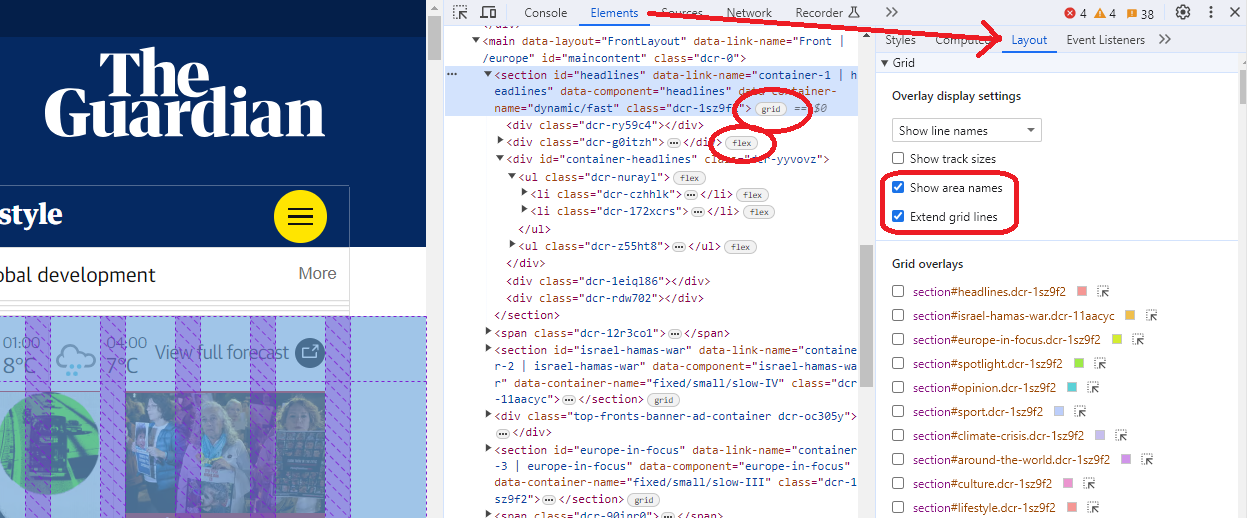 The
Guardian
style
obal development
More
01:00
8°C
04:00
7°C
View full forecast
Console
Elements
Sources
Network
Recorder
4
4
38
<main data-layout="FrontLayout" data-link-name="Front |
/europe" id="maincontent" class="dcr-0">
<section id="headlines" data-link-name="container-1 | h
eadlines" data-component="headlines" data-container-
name="dynamic/fast" class="dcr-1sz9f2"> grid == $0
<div class="dcr-ry59c4"></div>
<div class="dcr-g0itzh"> </div> flex
<div id="container-headlines" class="dcr-yyvovz">
<ul class="dcr-nurayl"> flex
<li class="dcr-czhhlk"> </li> flex
<li class="dcr-172xcrs"> </li> flex
</ul>
<ul class="dcr-z55ht8"> </ul> flex
</div>
<div class="dcr-1eiql86"></div>
<div class="dcr-rdw702"></div>
</section>
<span class="dcr-12r3co1"> </span>
<section id="israel-hamas-war" data-link-name="containe
r-2 | israel-hamas-war" data-component="israel-hamas-wa
r" data-container-name="fixed/small/slow-IV" class="dcr
-11aacyc"> </section> grid
<div class="top-fronts-banner-ad-container dcr-oc305y">
</div>
<section id="europe-in-focus" data-link-name="container
-3 | europe-in-focus" data-component="europe-in-focus"
data-container-name="fixed/small/slow-III" class="dcr-1
sz9f2"> </section> grid
<span class="dcr-90inr0"> </span>
Styles
Computed
Layout
Event Listeners
Grid
Overlay display settings
Show line names
Show track sizes
Show area names
Extend grid lines
Grid overlays
section#headlines.dcr-1sz9f2
section#israel-hamas-war.dcr-11aacyc
section#europe-in-focus.dcr-1sz9f2
section#spotlight.dcr-1sz9f2
section#opinion.dcr-1sz9f2
section#sport.dcr-1sz9f2
section#climate-crisis.dcr-1sz9f2
section#around-the-world.dcr-1sz9f2
section#culture.dcr-1sz9f2
section#lifestyle.dcr-1sz9f2